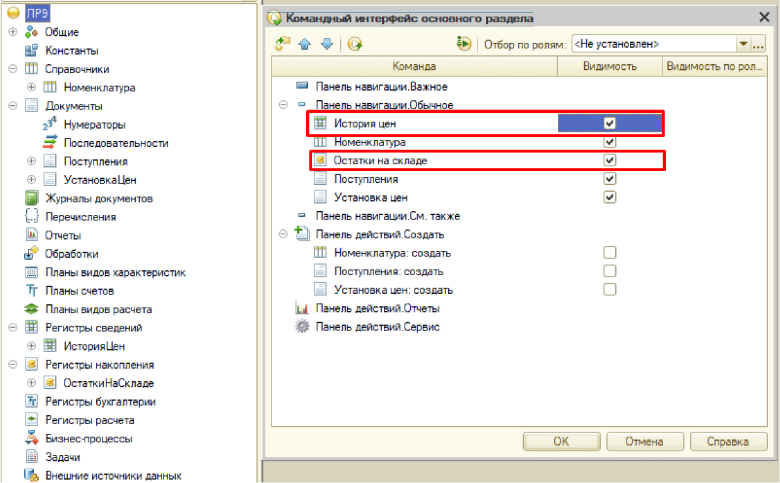 ПР9
Общие
Константы
Справочники
Номенклатура
Документы
Нумераторы
Последовательности
Поступления
УстановкаЦен
Журналы документов
Перечисления
Отчеты
Обработки
Планы видов характеристик
Планы счетов
Планы видов расчета
Регистры сведений
ИсторияЦен
Регистры накопления
ОстаткиНаСкладе
Регистры бухгалтерии
Регистры расчета
Бизнес-процессы
Задачи
Внешние источники данных
Командный интерфейс основного раздела
Отбор по ролям: <Не установлен>
Команда Видимость Видимость по рол...
Панель навигации.Важное
Панель навигации.Обычное
История цен
Номенклатура
Остатки на складе
Поступления
Установка цен
Панель навигации.См. также
Панель действий.Создать
Номенклатура: создать
Поступления: создать
Установка цен: создать
Панель действий.Отчеты
Панель действий.Сервис
OK Отмена Справка